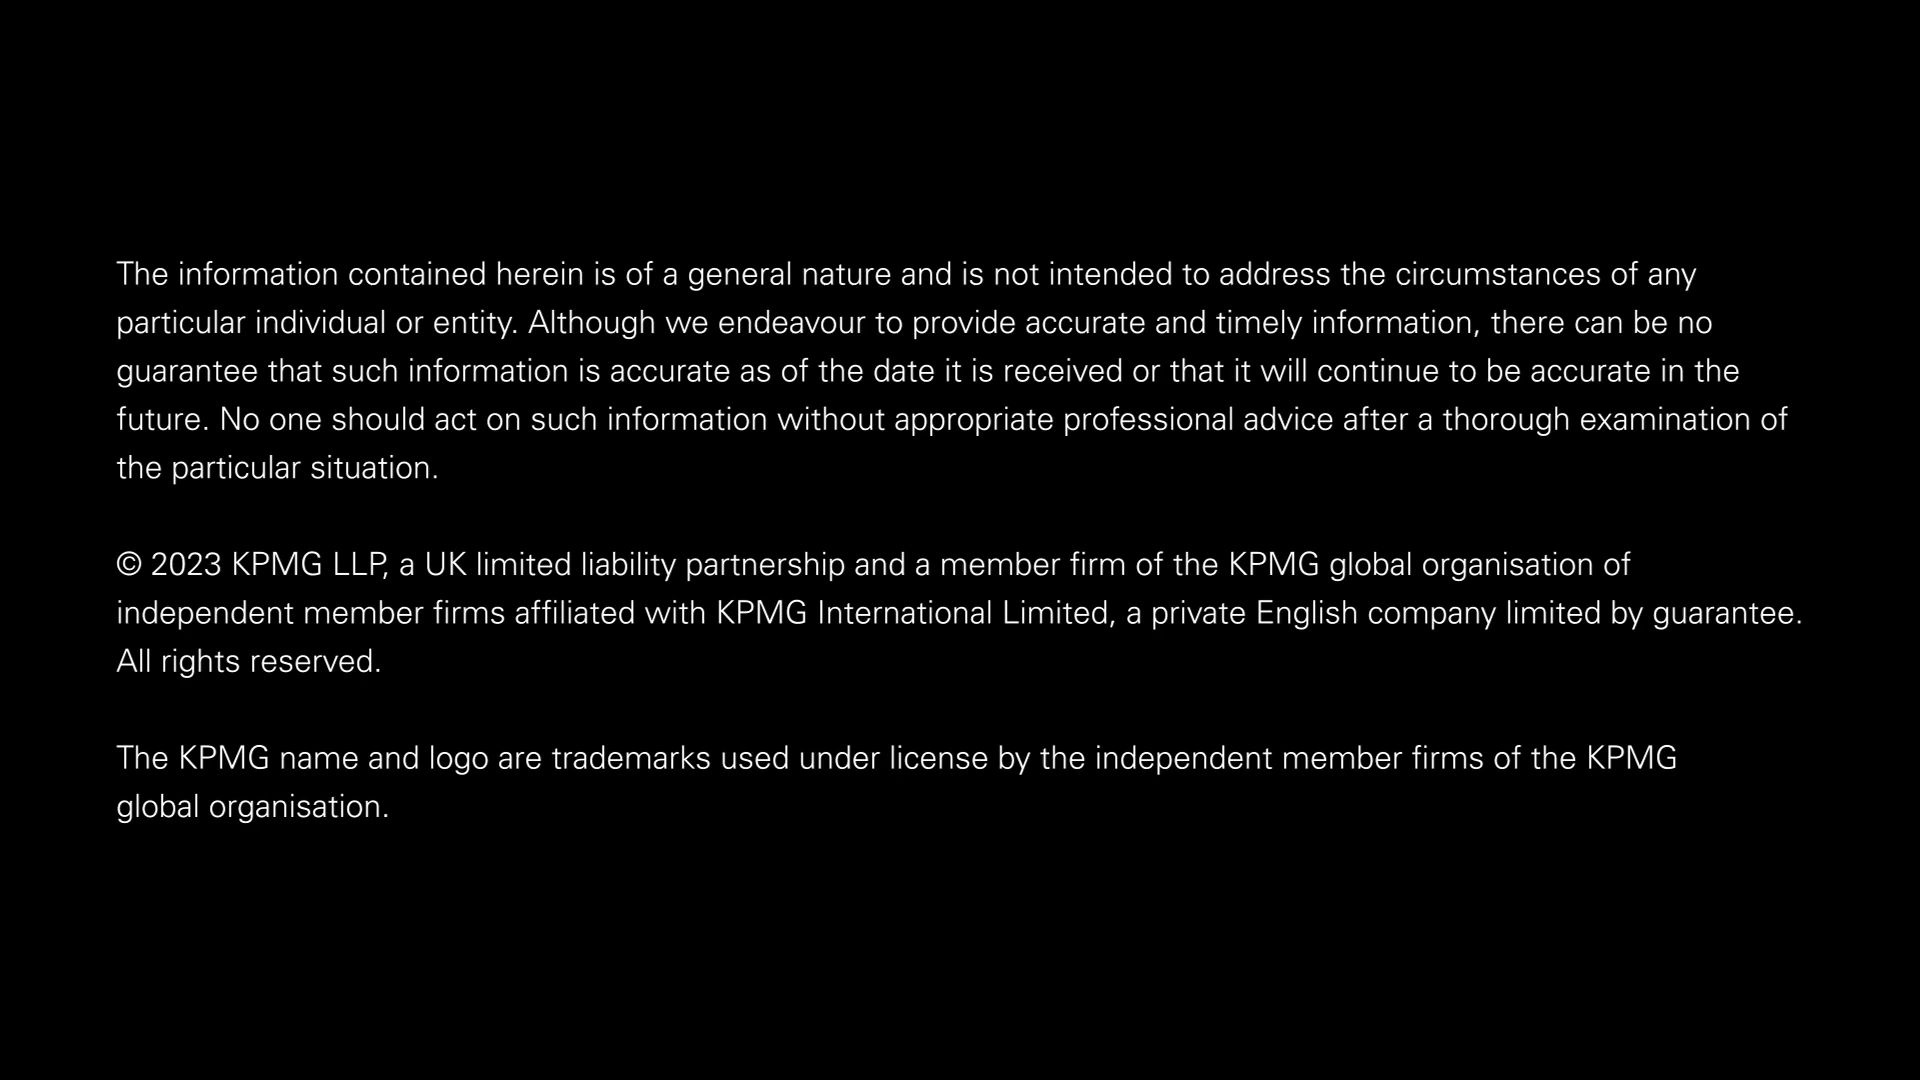 The information contained herein is of a general nature and is not intended to address the circumstances of any
particular individual or entity. Although we endeavour to provide accurate and timely information, there can be no
guarantee that such information is accurate as of the date it is received or that it will continue to be accurate in the
future. No one should act on such information without appropriate professional advice after a thorough examination of
the particular situation.
© 2023 KPMG LLP, a UK limited liability partnership and a member firm of the KPMG global organisation of
independent member firms affiliated with KPMG International Limited, a private English company limited by guarantee.
All rights reserved.
The KPMG name and logo are trademarks used under license by the independent member firms of the KPMG
global organisation.